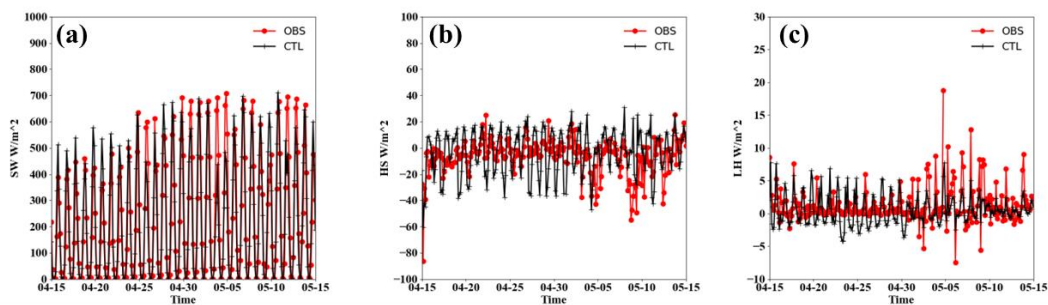 (a)
OBS
CTL
1000
900
800
700
600
500
400
300
200
100
0
SW W/m^2
04-15 04-20 04-25 04-30 05-05 05-10 05-15
Time
(b)
OBS
CTL
100
80
60
40
20
0
−20
−40
−60
−80
−100
HS W/m^2
04-15 04-20 04-25 04-30 05-05 05-10 05-15
Time
(c)
OBS
CTL
30
25
20
15
10
5
0
−5
−10
LH W/m^2
04-15 04-20 04-25 04-30 05-05 05-10 05-15
Time